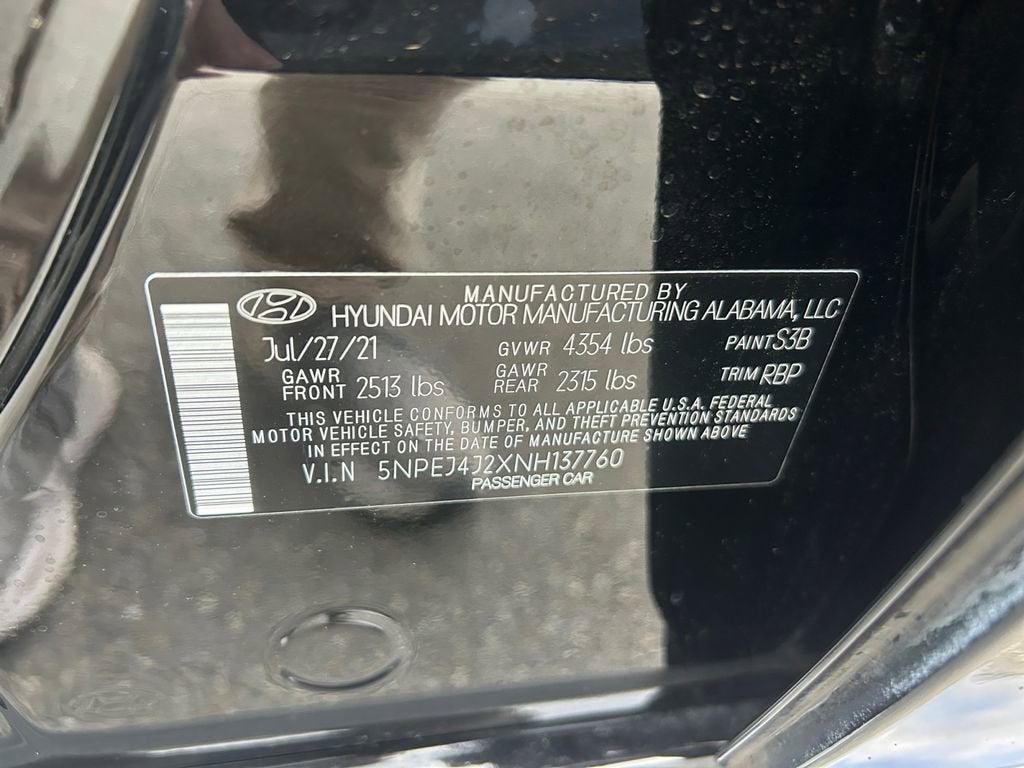 MANUFACTURED BY
HYUNDAI MOTOR MANUFACTURING ALABAMA, LLC
Jul/27/21 GVWR 4354 lbs PAINT S3B
GAWR FRONT 2513 lbs GAWR REAR 2315 lbs TRIM RBP
THIS VEHICLE CONFORMS TO ALL APPLICABLE U.S.A. FEDERAL
MOTOR VEHICLE SAFETY, BUMPER, AND THEFT PREVENTION STANDARDS
IN EFFECT ON THE DATE OF MANUFACTURE SHOWN ABOVE
V.I.N 5NPEJ4J2XNH137760
PASSENGER CAR